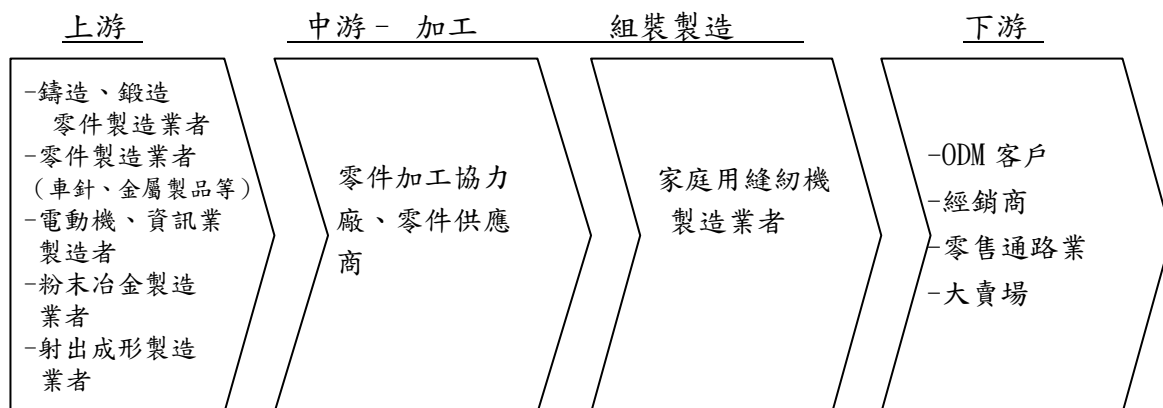 上游
中游- 加工 組裝製造
下游
-鑄造、鍛造
零件製造業者
-零件製造業者
（車針、金屬製品等）
-電動機、資訊業
製造者
-粉末冶金製造
業者
-射出成形製造
業者
零件加工協力
廠、零件供應
商
家庭用縫紉機
製造業者
-ODM 客戶
-經銷商
-零售通路業
-大賣場